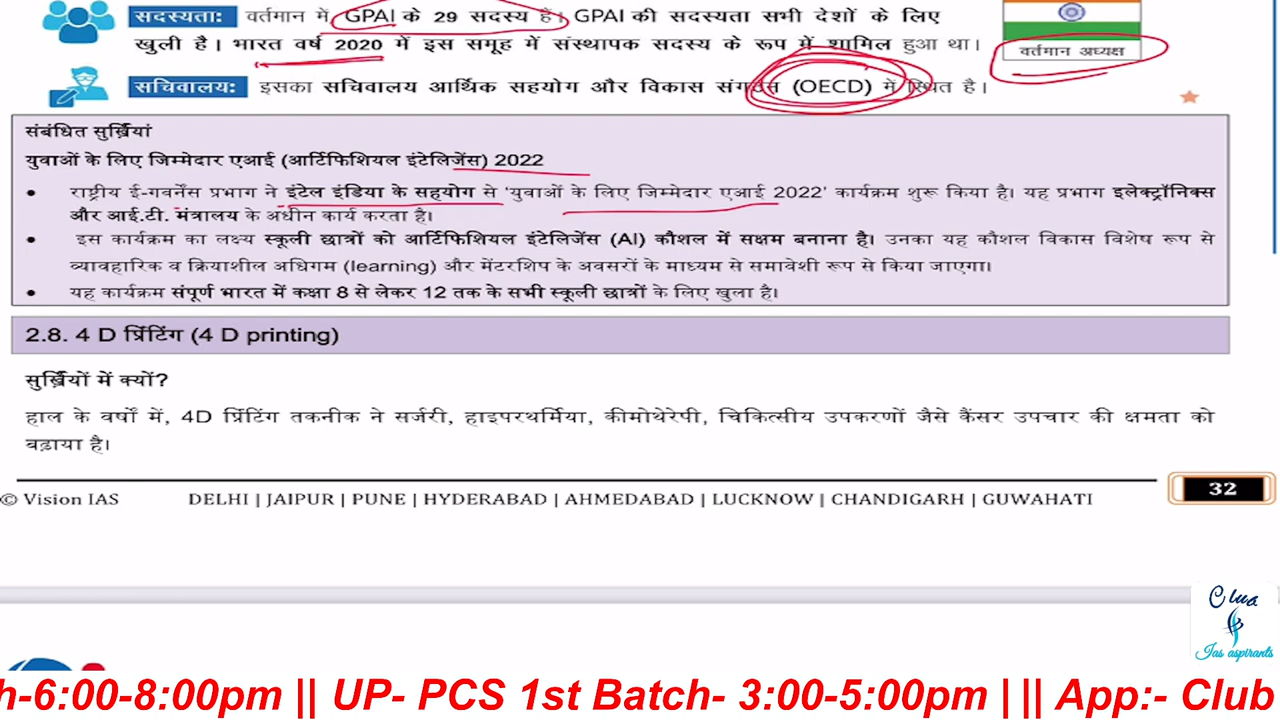 सदस्यता: वर्तमान में GPAI के 29 सदस्य हैं। GPAI की सदस्यता सभी देशों के लिए
खुली है। भारत वर्ष 2020 में इस समूह में संस्थापक सदस्य के रूप में शामिल हुआ था।
वर्तमान अध्यक्ष
सचिवालय: इसका सचिवालय आर्थिक सहयोग और विकास संगठन (OECD) में स्थित है।
संबंधित सुर्ख़ियां
युवाओं के लिए जिम्मेदार एआई (आर्टिफिशियल इंटेलिजेंस) 2022
• राष्ट्रीय ई-गवर्नेंस प्रभाग ने इंटेल इंडिया के सहयोग से 'युवाओं के लिए जिम्मेदार एआई 2022' कार्यक्रम शुरू किया है। यह प्रभाग इलेक्ट्रॉनिक्स
और आई.टी. मंत्रालय के अधीन कार्य करता है।
• इस कार्यक्रम का लक्ष्य स्कूली छात्रों को आर्टिफिशियल इंटेलिजेंस (AI) कौशल में सक्षम बनाना है। उनका यह कौशल विकास विशेष रूप से
व्यावहारिक व क्रियाशील अधिगम (learning) और मेंटरशिप के अवसरों के माध्यम से समावेशी रूप से किया जाएगा।
• यह कार्यक्रम संपूर्ण भारत में कक्षा 8 से लेकर 12 तक के सभी स्कूली छात्रों के लिए खुला है।
2.8. 4 D प्रिंटिंग (4 D printing)
सुर्ख़ियों में क्यों?
हाल के वर्षों में, 4D प्रिंटिंग तकनीक ने सर्जरी, हाइपरथर्मिया, कीमोथेरेपी, चिकित्सीय उपकरणों जैसे कैंसर उपचार की क्षमता को
बढ़ाया है।
© Vision IAS DELHI | JAIPUR | PUNE | HYDERABAD | AHMEDABAD | LUCKNOW | CHANDIGARH | GUWAHATI
32
Club
Ias aspirants
h-6:00-8:00pm || UP- PCS 1st Batch- 3:00-5:00pm | || App:- Club